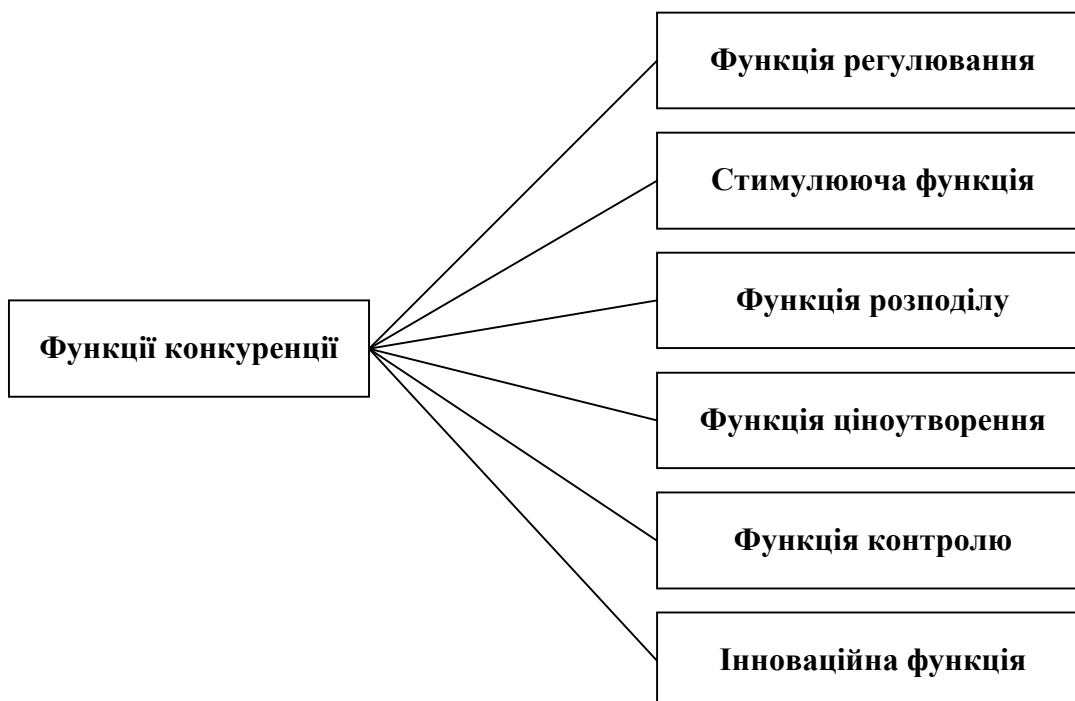 Функція регулювання
Стимулююча функція
Функція розподілу
Функції конкуренції
Функція ціноутворення
Функція контролю
Інноваційна функція